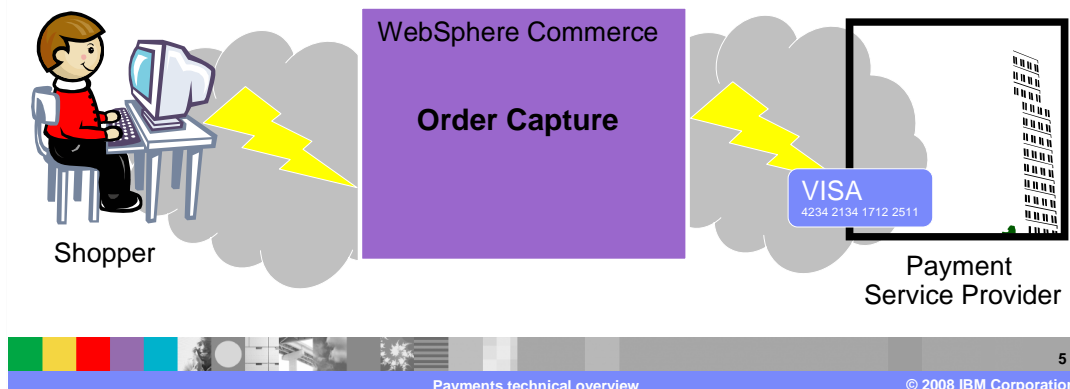 WebSphere Commerce
Order Capture
VISA
4234 2134 1712 2511
Shopper
Payment
Service Provider
5
Payments technical overview
© 2008 IBM Corporation